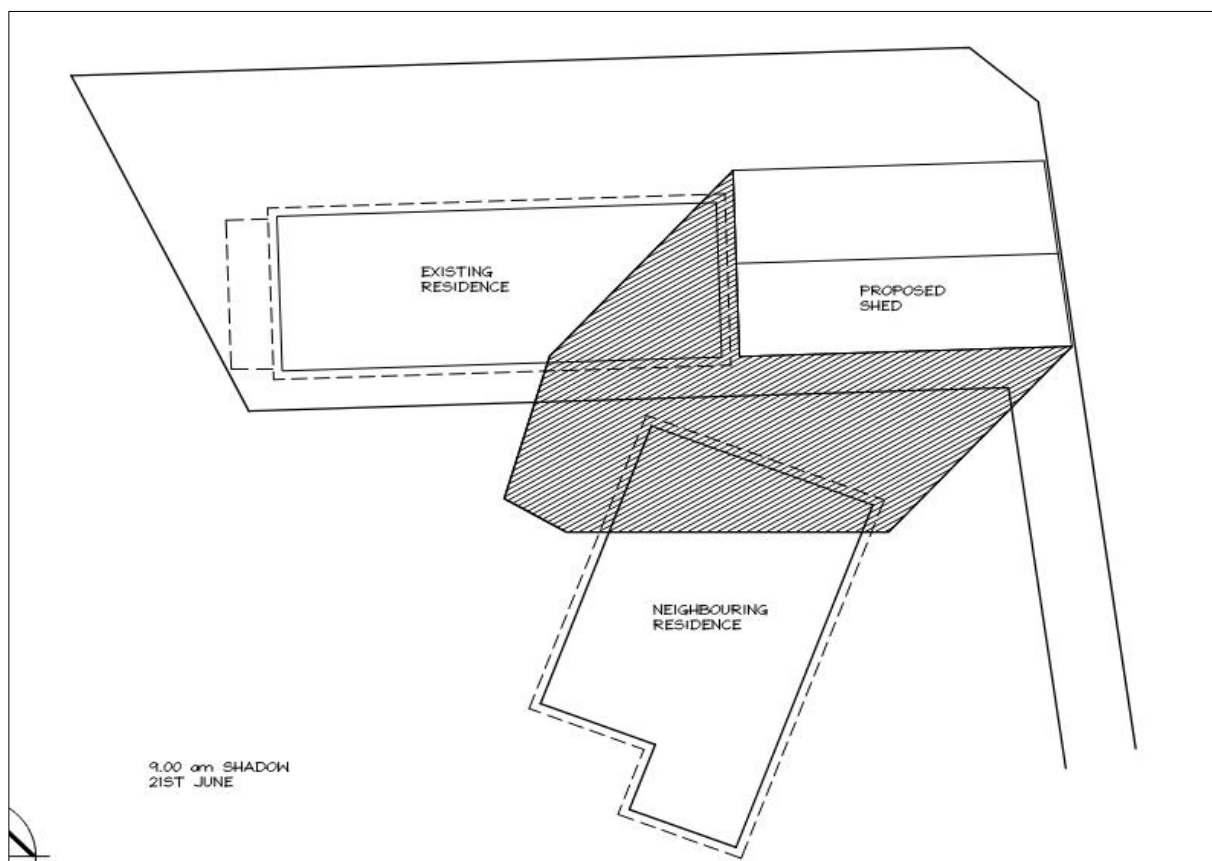 EXISTING
RESIDENCE
PROPOSED
SHED
NEIGHBOURING
RESIDENCE
9.00 am SHADOW
21ST JUNE